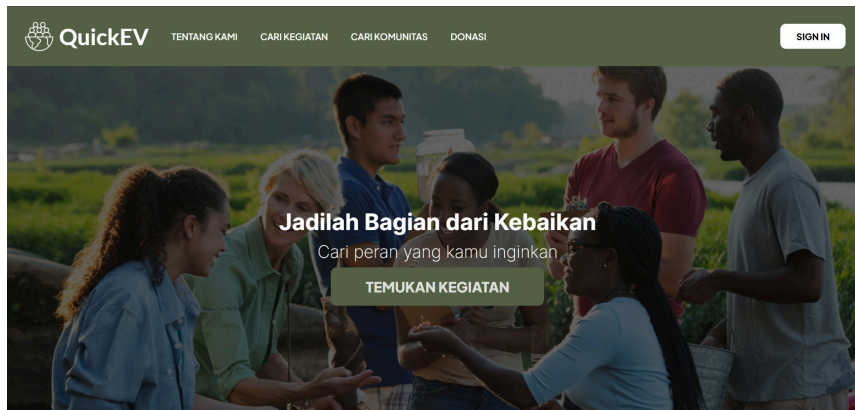 QuickEV
TENTANG KAMI
CARI KEGIATAN
CARI KOMUNITAS
DONASI
SIGN IN
Jadilah Bagian dari Kebaikan
Cari peran yang kamu inginkan
TEMUKAN KEGIATAN